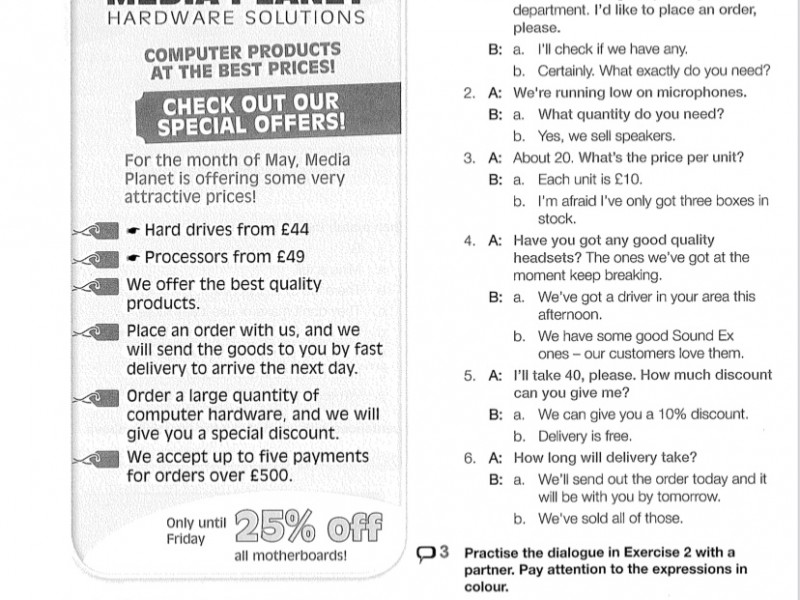 MEDIA PLANET
HARDWARE SOLUTIONS
COMPUTER PRODUCTS
AT THE BEST PRICES!
CHECK OUT OUR
SPECIAL OFFERS!
For the month of May, Media
Planet is offering some very
attractive prices!
Hard drives from £44
Processors from £49
We offer the best quality
products.
Place an order with us, and we
will send the goods to you by fast
delivery to arrive the next day.
Order a large quantity of
computer hardware, and we will
give you a special discount.
We accept up to five payments
for orders over £500.
Only until
Friday
25% off
all motherboards!
department. I'd like to place an order,
please.
B: a. I'll check if we have any.
b. Certainly. What exactly do you need?
2. A: We're running low on microphones.
B: a. What quantity do you need?
b. Yes, we sell speakers.
3. A: About 20. What's the price per unit?
B: a. Each unit is £10.
b. I'm afraid I've only got three boxes in
stock.
4. A: Have you got any good quality
headsets? The ones we've got at the
moment keep breaking.
B: a. We've got a driver in your area this
afternoon.
b. We have some good Sound Ex
ones – our customers love them.
5. A: I'll take 40, please. How much discount
can you give me?
B: a. We can give you a 10% discount.
b. Delivery is free.
6. A: How long will delivery take?
B: a. We'll send out the order today and it
will be with you by tomorrow.
b. We've sold all of those.
3 Practise the dialogue in Exercise 2 with a
partner. Pay attention to the expressions in
colour.